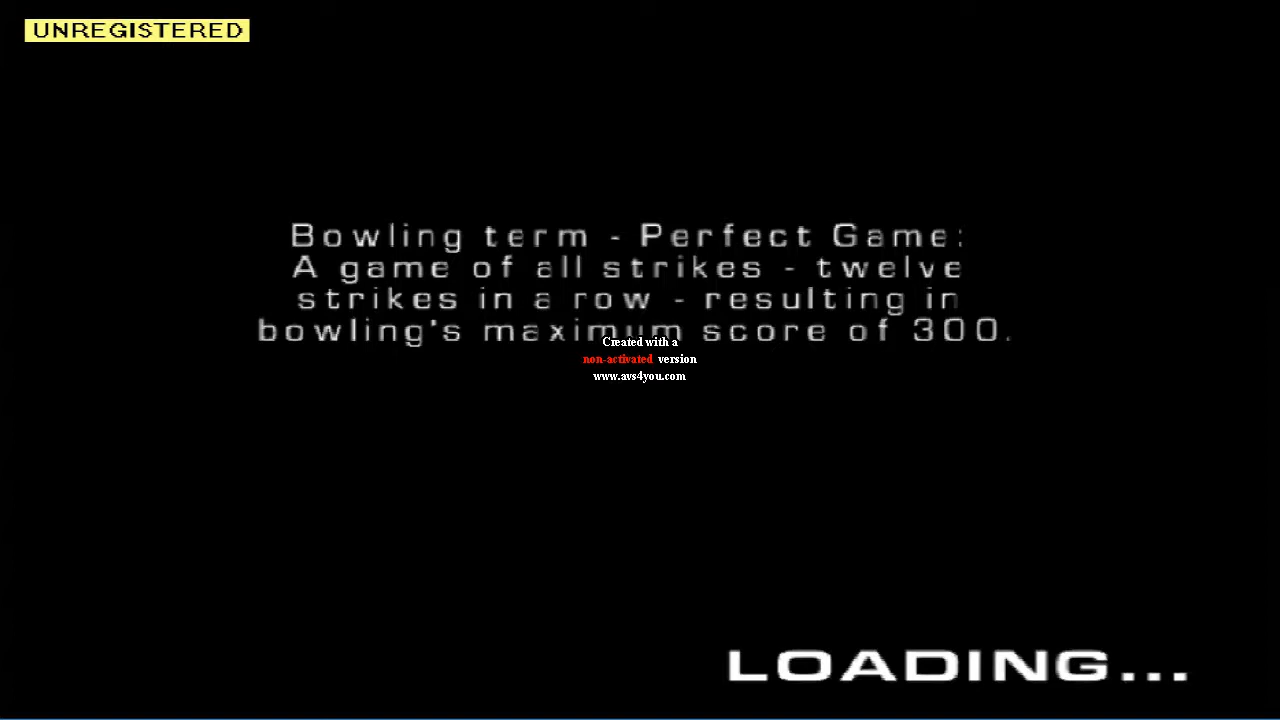 UNREGISTERED
Bowling term - Perfect Game:
A game of all strikes - twelve
strikes in a row - resulting in
bowling's maximum score of 300.
Created with a
non-activated version
www.avs4you.com
LOADING...